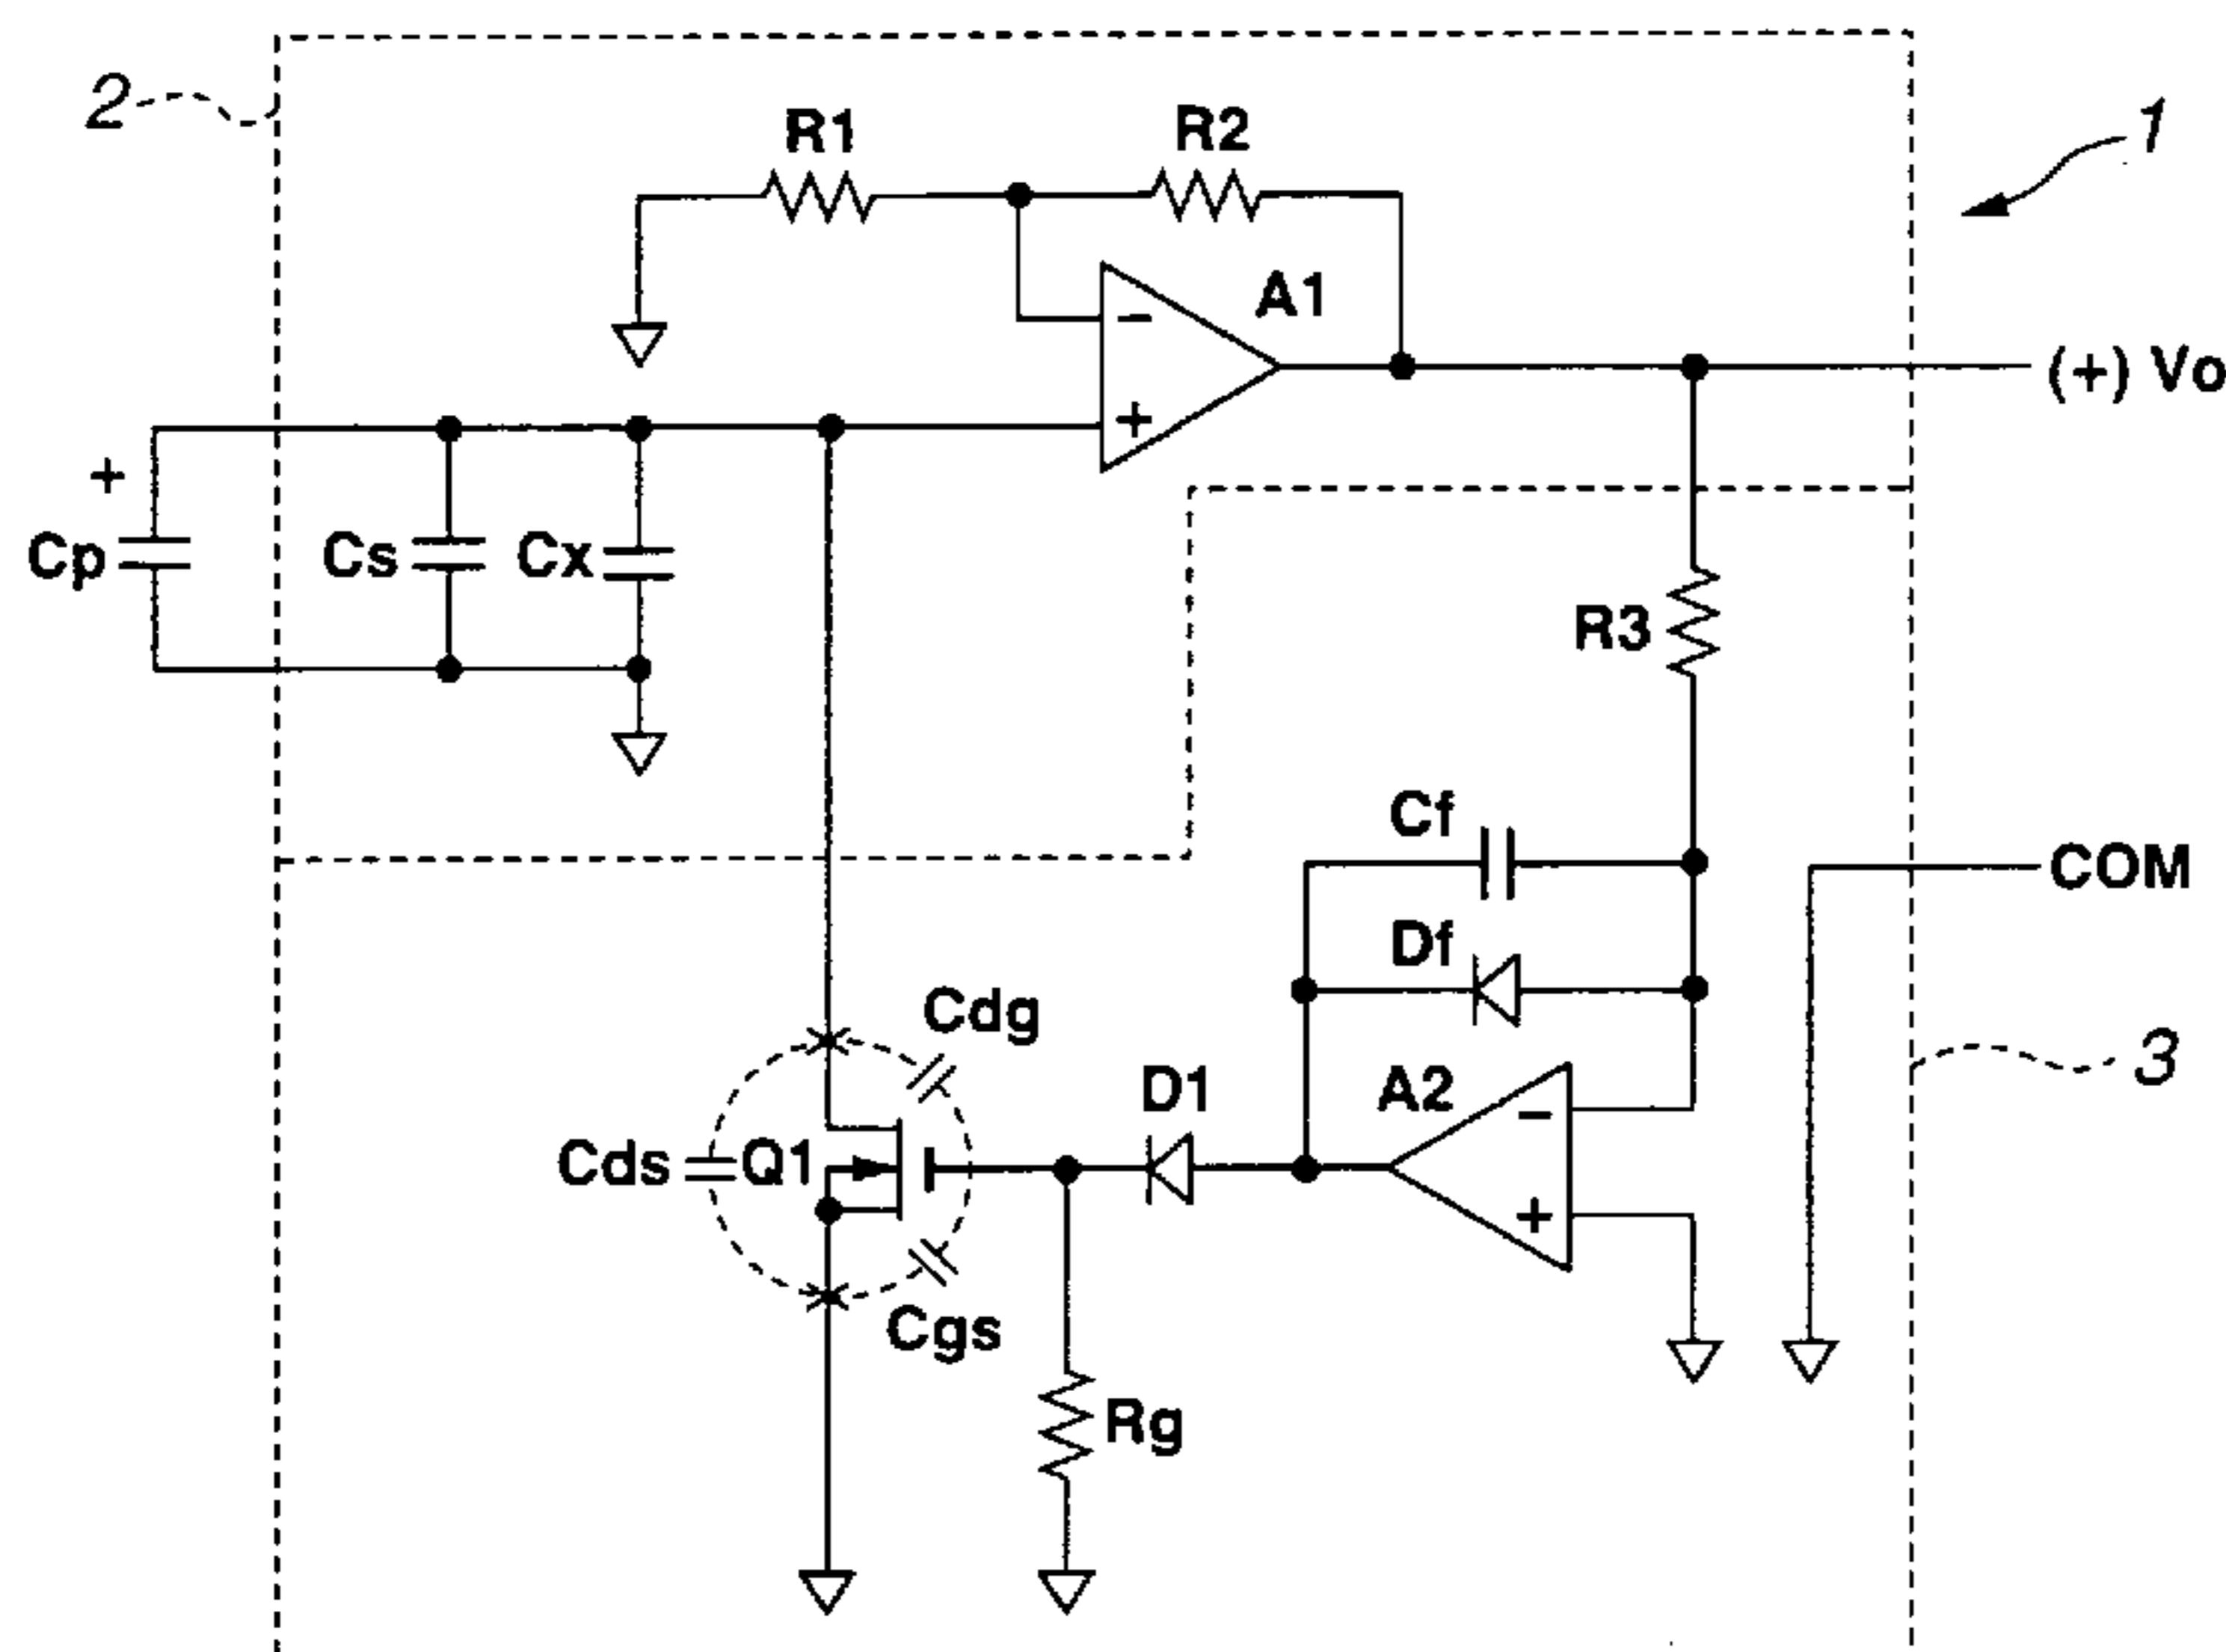 2
R1
R2
1
A1
(+) Vo
-
+
+
Cp
Cs
Cx
R3
Cf
COM
Df
Cdg
3
D1
A2
-
Cds
Q1
+
Cgs
Rg